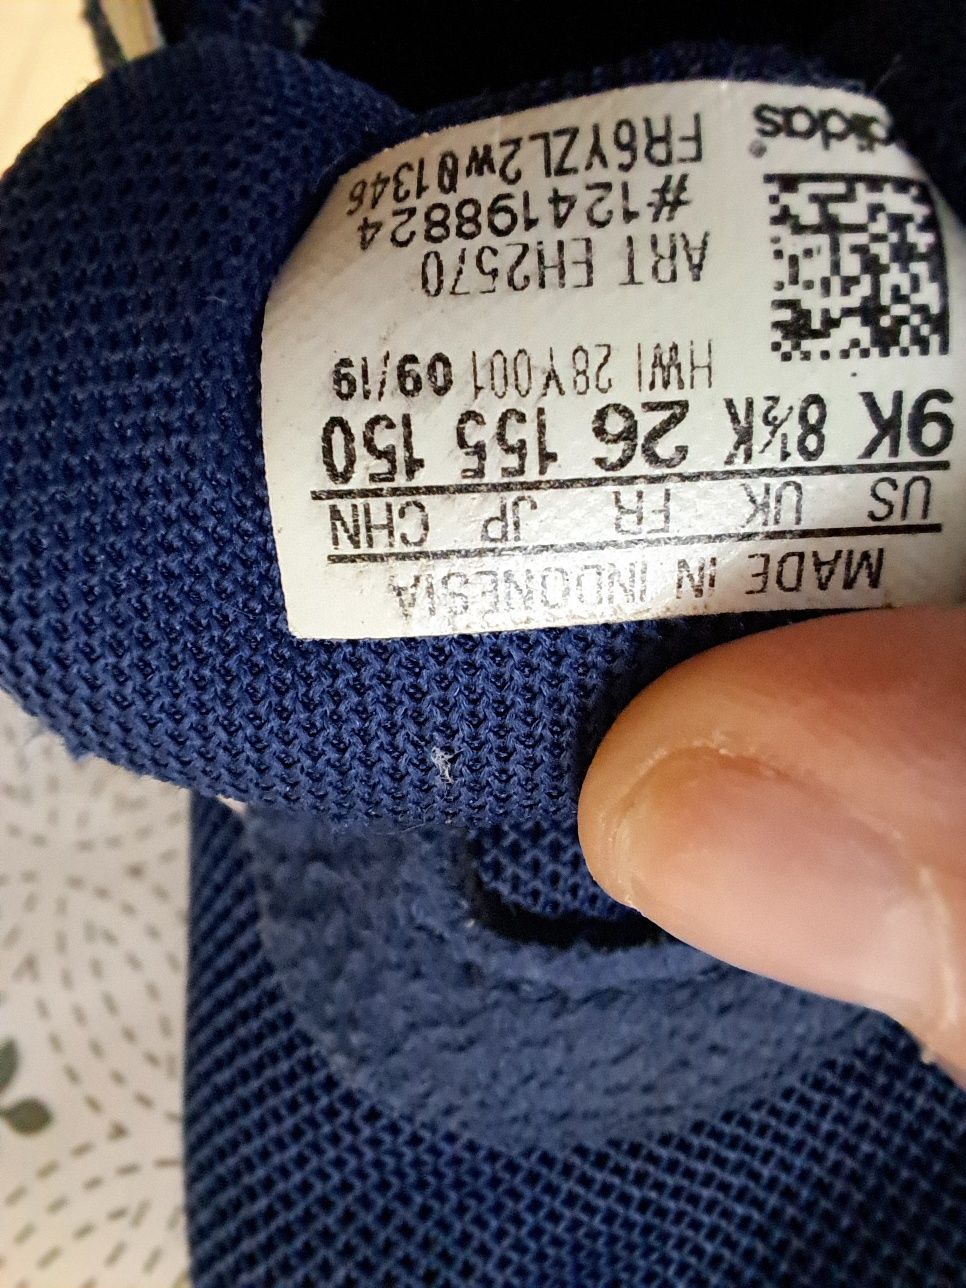 MADE IN INDONESIA
US UK FR JP CHN
9K 8½K 26 155 150
HWI 28Y001 09/19
ART EH2570
#124198824
FR6YZL2w01346
adidas